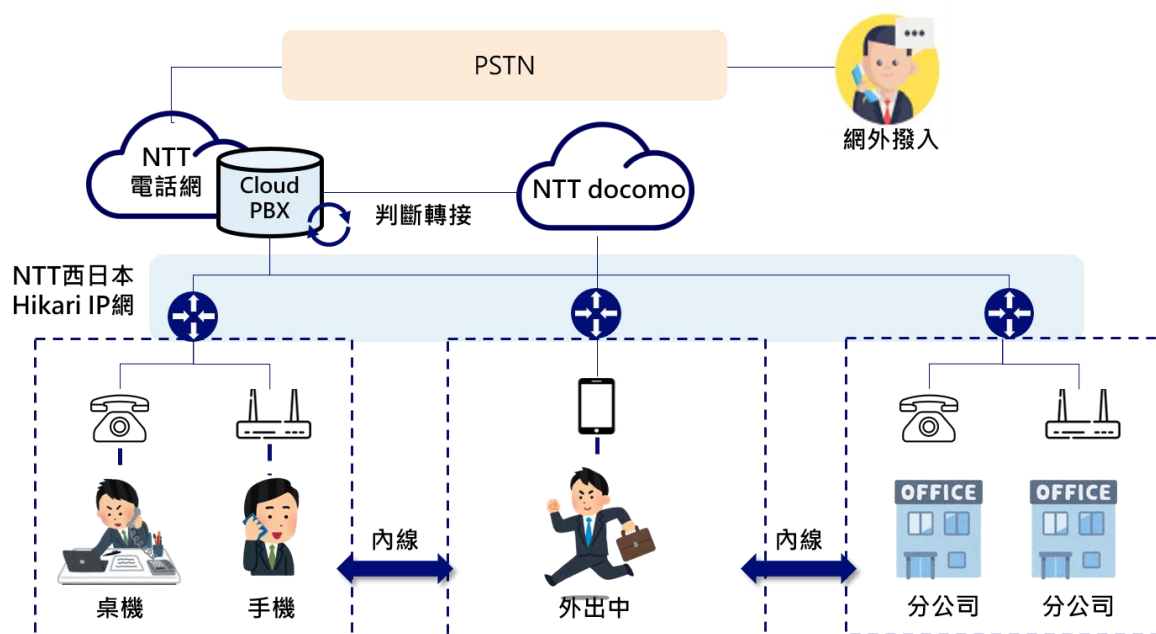 PSTN
網外撥入
NTT
電話網
Cloud
PBX
判斷轉接
NTT docomo
NTT西日本
Hikari IP網
OFFICE
OFFICE
內線
內線
桌機
手機
外出中
分公司
分公司